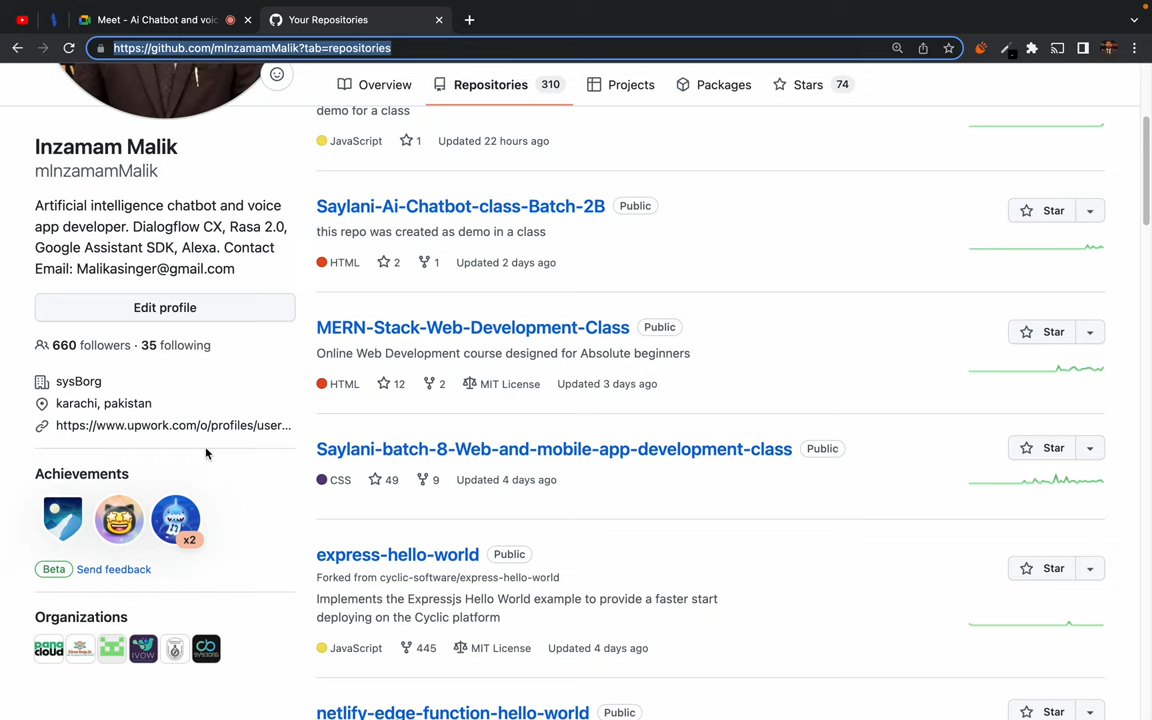 Meet - Ai Chatbot and voic
Your Repositories
https://github.com/mInzamamMalik?tab=repositories
Overview
Repositories 310
Projects
Packages
Stars 74
Inzamam Malik
mInzamamMalik
Artificial intelligence chatbot and voice
app developer. Dialogflow CX, Rasa 2.0,
Google Assistant SDK, Alexa. Contact
Email: Malikasinger@gmail.com
Edit profile
660 followers · 35 following
sysBorg
karachi, pakistan
https://www.upwork.com/o/profiles/user...
Achievements
x2
Beta Send feedback
Organizations
pana
cloud
IVOW
demo for a class
JavaScript 1 Updated 22 hours ago
Saylani-Ai-Chatbot-class-Batch-2B Public
Star
this repo was created as demo in a class
HTML 2 1 Updated 2 days ago
MERN-Stack-Web-Development-Class Public
Star
Online Web Development course designed for Absolute beginners
HTML 12 2 MIT License Updated 3 days ago
Saylani-batch-8-Web-and-mobile-app-development-class Public
Star
CSS 49 9 Updated 4 days ago
express-hello-world Public
Star
Forked from cyclic-software/express-hello-world
Implements the Expressjs Hello World example to provide a faster start
deploying on the Cyclic platform
JavaScript 445 MIT License Updated 4 days ago
netlify-edge-function-hello-world Public
Star